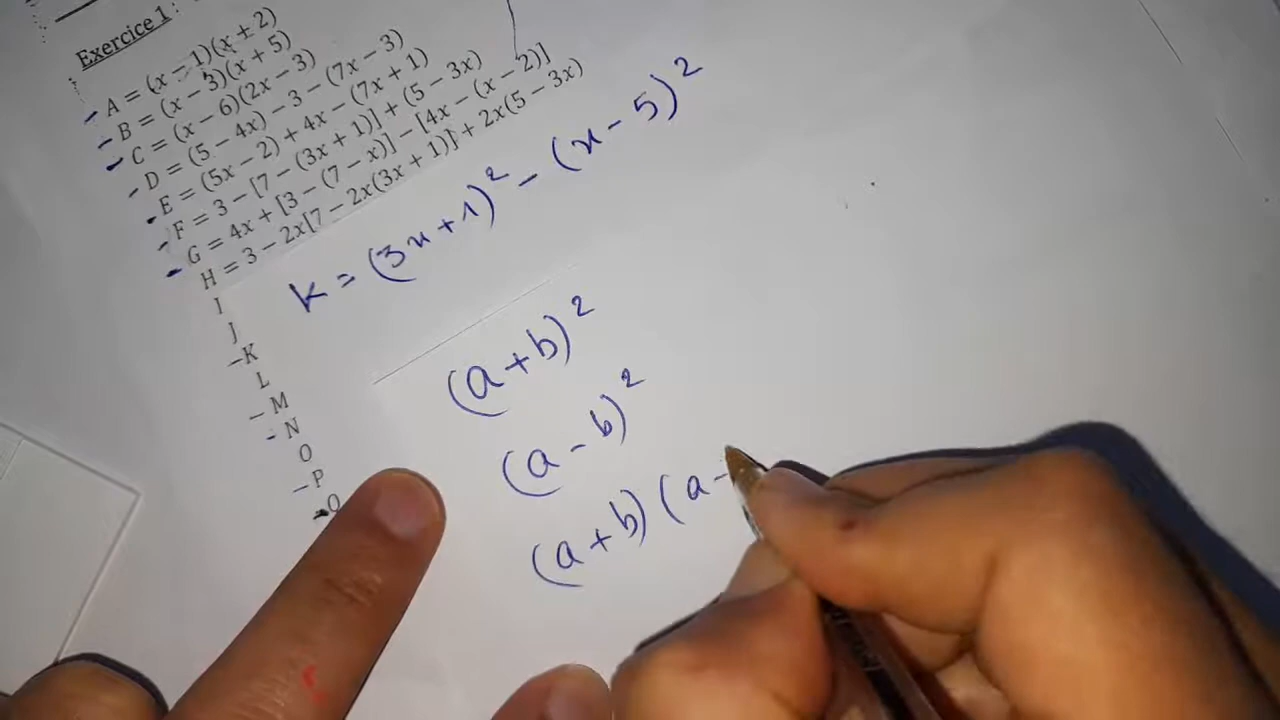 Exercice 1 :
A = (x − 1)(x + 2)
B = (x − 3)(x + 5)
C = (x − 6)(2x − 3)
D = (5 − 4x) − 3 − (7x − 3)
E = (5x − 2) + 4x − (7x + 1)
F = 3 − [7 − (3x + 1)] + (5 − 3x)
G = 4x + [3 − (7 − x)] − [4x − (x − 2)]
H = 3 − 2x[7 − 2x(3x + 1)] + 2x(5 − 3x)
I
J
K
L
M
N
O
P
Q
K = (3x + 1)² − (x − 5)²
(a + b)²
(a − b)²
(a + b) (a −